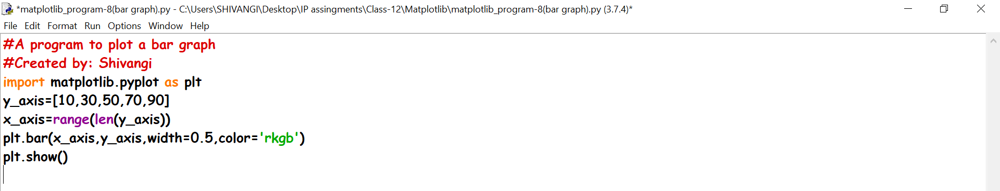 *matplotlib_program-8(bar graph).py - C:\Users\SHIVANGI\Desktop\IP assingments\Class-12\Matplotlib\matplotlib_program-8(bar graph).py (3.7.4)*
File Edit Format Run Options Window Help
#A program to plot a bar graph
#Created by: Shivangi
import matplotlib.pyplot as plt
y_axis=[10,30,50,70,90]
x_axis=range(len(y_axis))
plt.bar(x_axis,y_axis,width=0.5,color='rkgb')
plt.show()